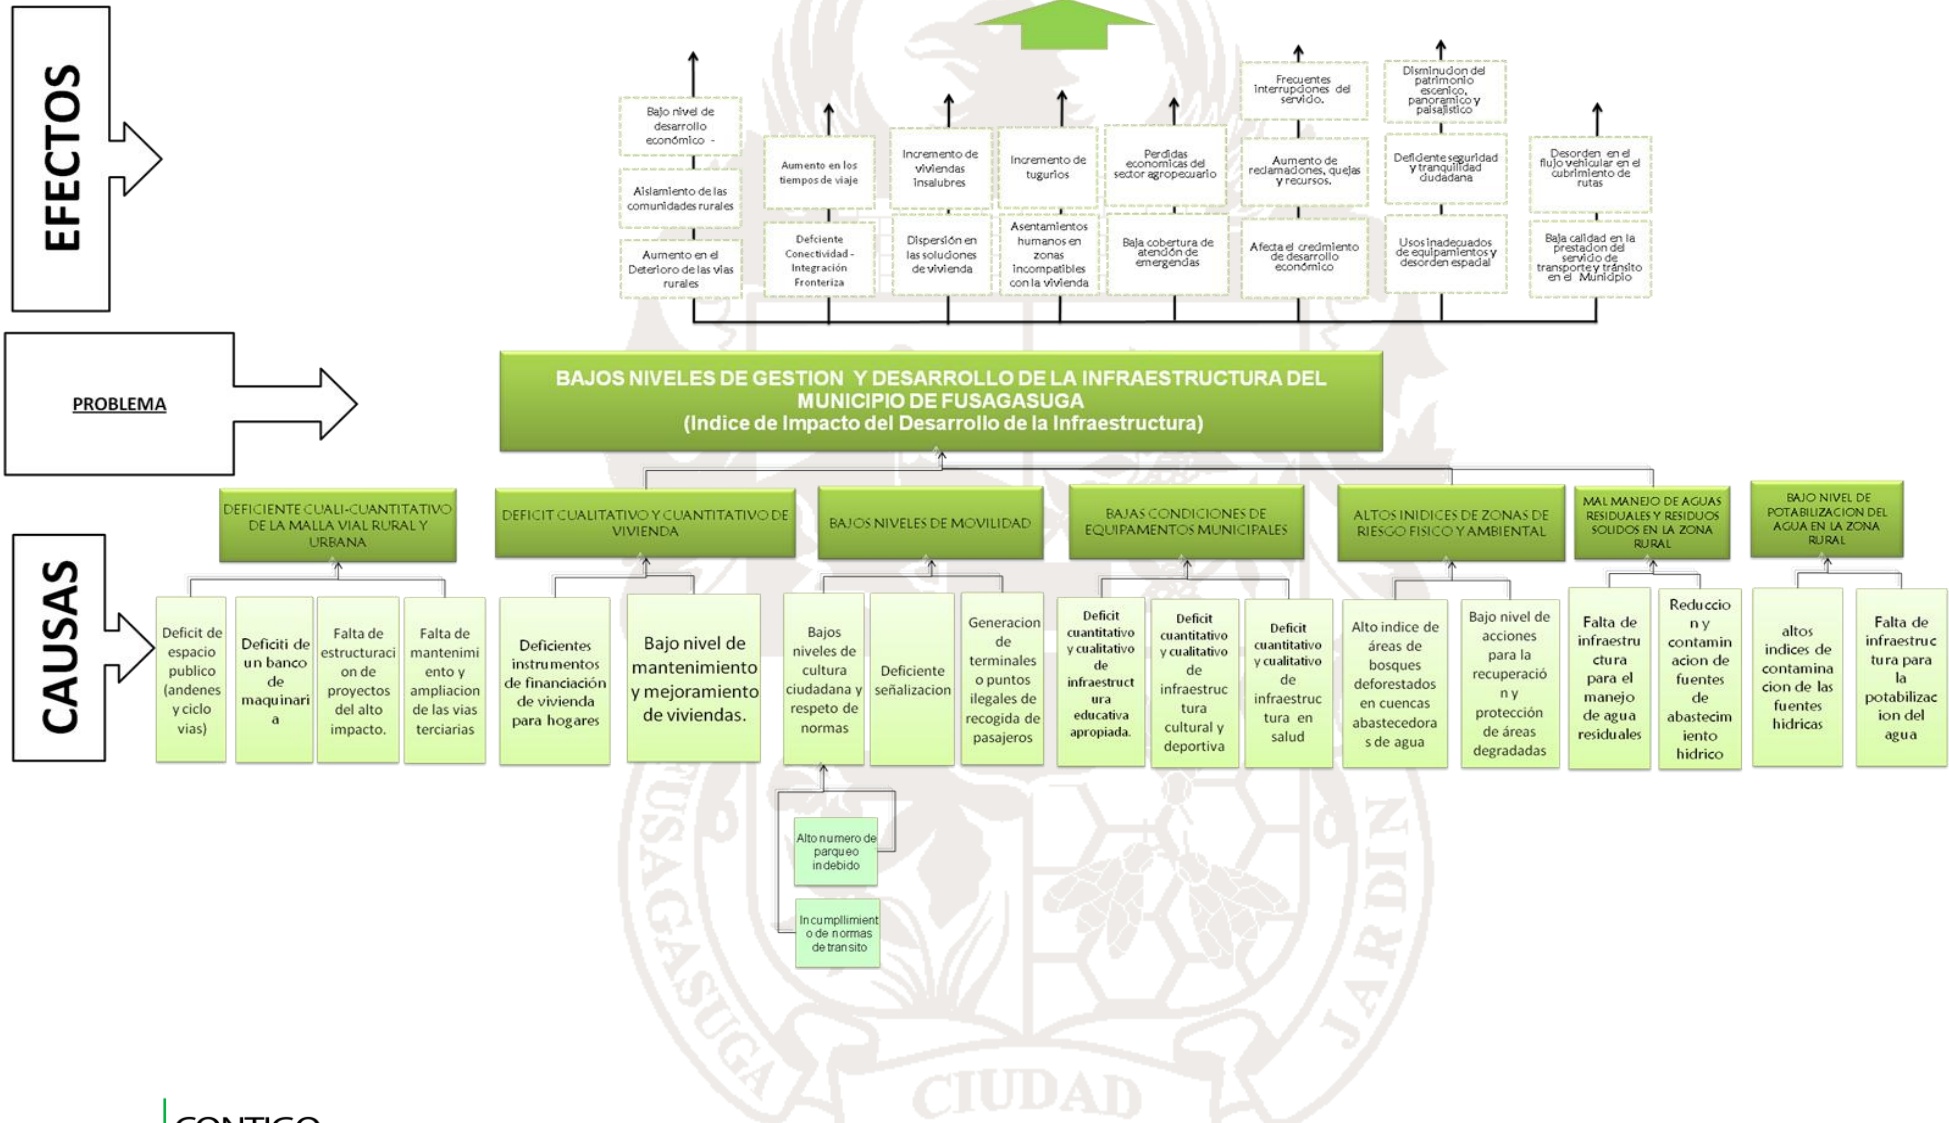 EFECTOS
Bajo nivel de
desarrollo
económico -
Aislamiento de las
comunidades rurales
Aumento en el
Deterioro de las vias
rurales
Aumento en los
tiempos de viaje
Defciente
Conectividad -
Integración
Fronteriza
Incremento de
viviendas
insalubres
Dispersión en
las soluciones
de vivienda
Incremento de
tugurios
Asentamientos
humanos en
zonas
incompatibles
con la vivienda
Perdidas
economicas del
sector agropecuario
Baja cobertura de
atención de
emergencias
Frecuentes
interrupciones del
servicio.
Aumento de
reclamaciones, quejas
y recursos.
Afecta el crecimiento
de desarrollo
económico
Disminucion del
patrimonio
escenico,
panoramico y
paisajistico
Deficiente seguridad
y tranquilidad
ciudadana
Usos inadecuados
de equipamientos y
desorden espacial
Desorden en el
flujo vehicular en el
cubrimiento de
rutas
Baja calidad en la
prestacion del
servicio de
transporte y tránsito
en el Municipio
PROBLEMA
BAJOS NIVELES DE GESTION Y DESARROLLO DE LA INFRAESTRUCTURA DEL
MUNICIPIO DE FUSAGASUGA
(Indice de Impacto del Desarrollo de la Infraestructura)
CAUSAS
DEFICIENTE CUALI-CUANTITATIVO
DE LA MALLA VIAL RURAL Y
URBANA
DEFICIT CUALITATIVO Y CUANTITATIVO DE
VIVIENDA
BAJOS NIVELES DE MOVILIDAD
BAJAS CONDICIONES DE
EQUIPAMENTOS MUNICIPALES
ALTOS INIDICES DE ZONAS DE
RIESGO FISICO Y AMBIENTAL
MAL MANEJO DE AGUAS
RESIDUALES Y RESIDUOS
SOLIDOS EN LA ZONA
RURAL
BAJO NIVEL DE
POTABILIZACION DEL
AGUA EN LA ZONA
RURAL
Deficit de
espacio
publico
(andenes
y ciclo
vias)
Deficiti de
un banco
de
maquinari
a
Falta de
estructuraci
on de
proyectos
del alto
impacto.
Falta de
mantenimi
ento y
ampliacion
de las vias
terciarias
Deficientes
instrumentos
de financiación
de vivienda
para hogares
Bajo nivel de
mantenimiento
y mejoramiento
de viviendas.
Bajos
niveles de
cultura
ciudadana y
respeto de
normas
Deficiente
señalizacion
Generacion
de
terminales
o puntos
ilegales de
recogida de
pasajeros
Deficit
cuantitativo
y cualitativo
de
infraestruct
ura
educativa
apropiada.
Deficit
cuantitativo
y cualitativo
de
infraestruc
tura
cultural y
deportiva
Deficit
cuantitativo
y cualitativo
de
infraestruc
tura en
salud
Alto indice de
áreas de
bosques
deforestados
en cuencas
abastecedora
s de agua
Bajo nivel de
acciones
para la
recuperació
n y
protección
de áreas
degradadas
Falta de
infraestru
ctura
para el
manejo
de agua
residuales
Reduccio
n y
contamin
acion de
fuentes
de
abastecim
iento
hidrico
altos
indices de
contamina
cion de las
fuentes
hidricas
Falta de
infraestruc
tura para
la
potabilizac
ion del
agua
Alto numero de
parqueo
indebido
Incumpllimient
o de normas
de transito
FUSAGASUGA
CIUDAD
JARDIN
CONTIGO